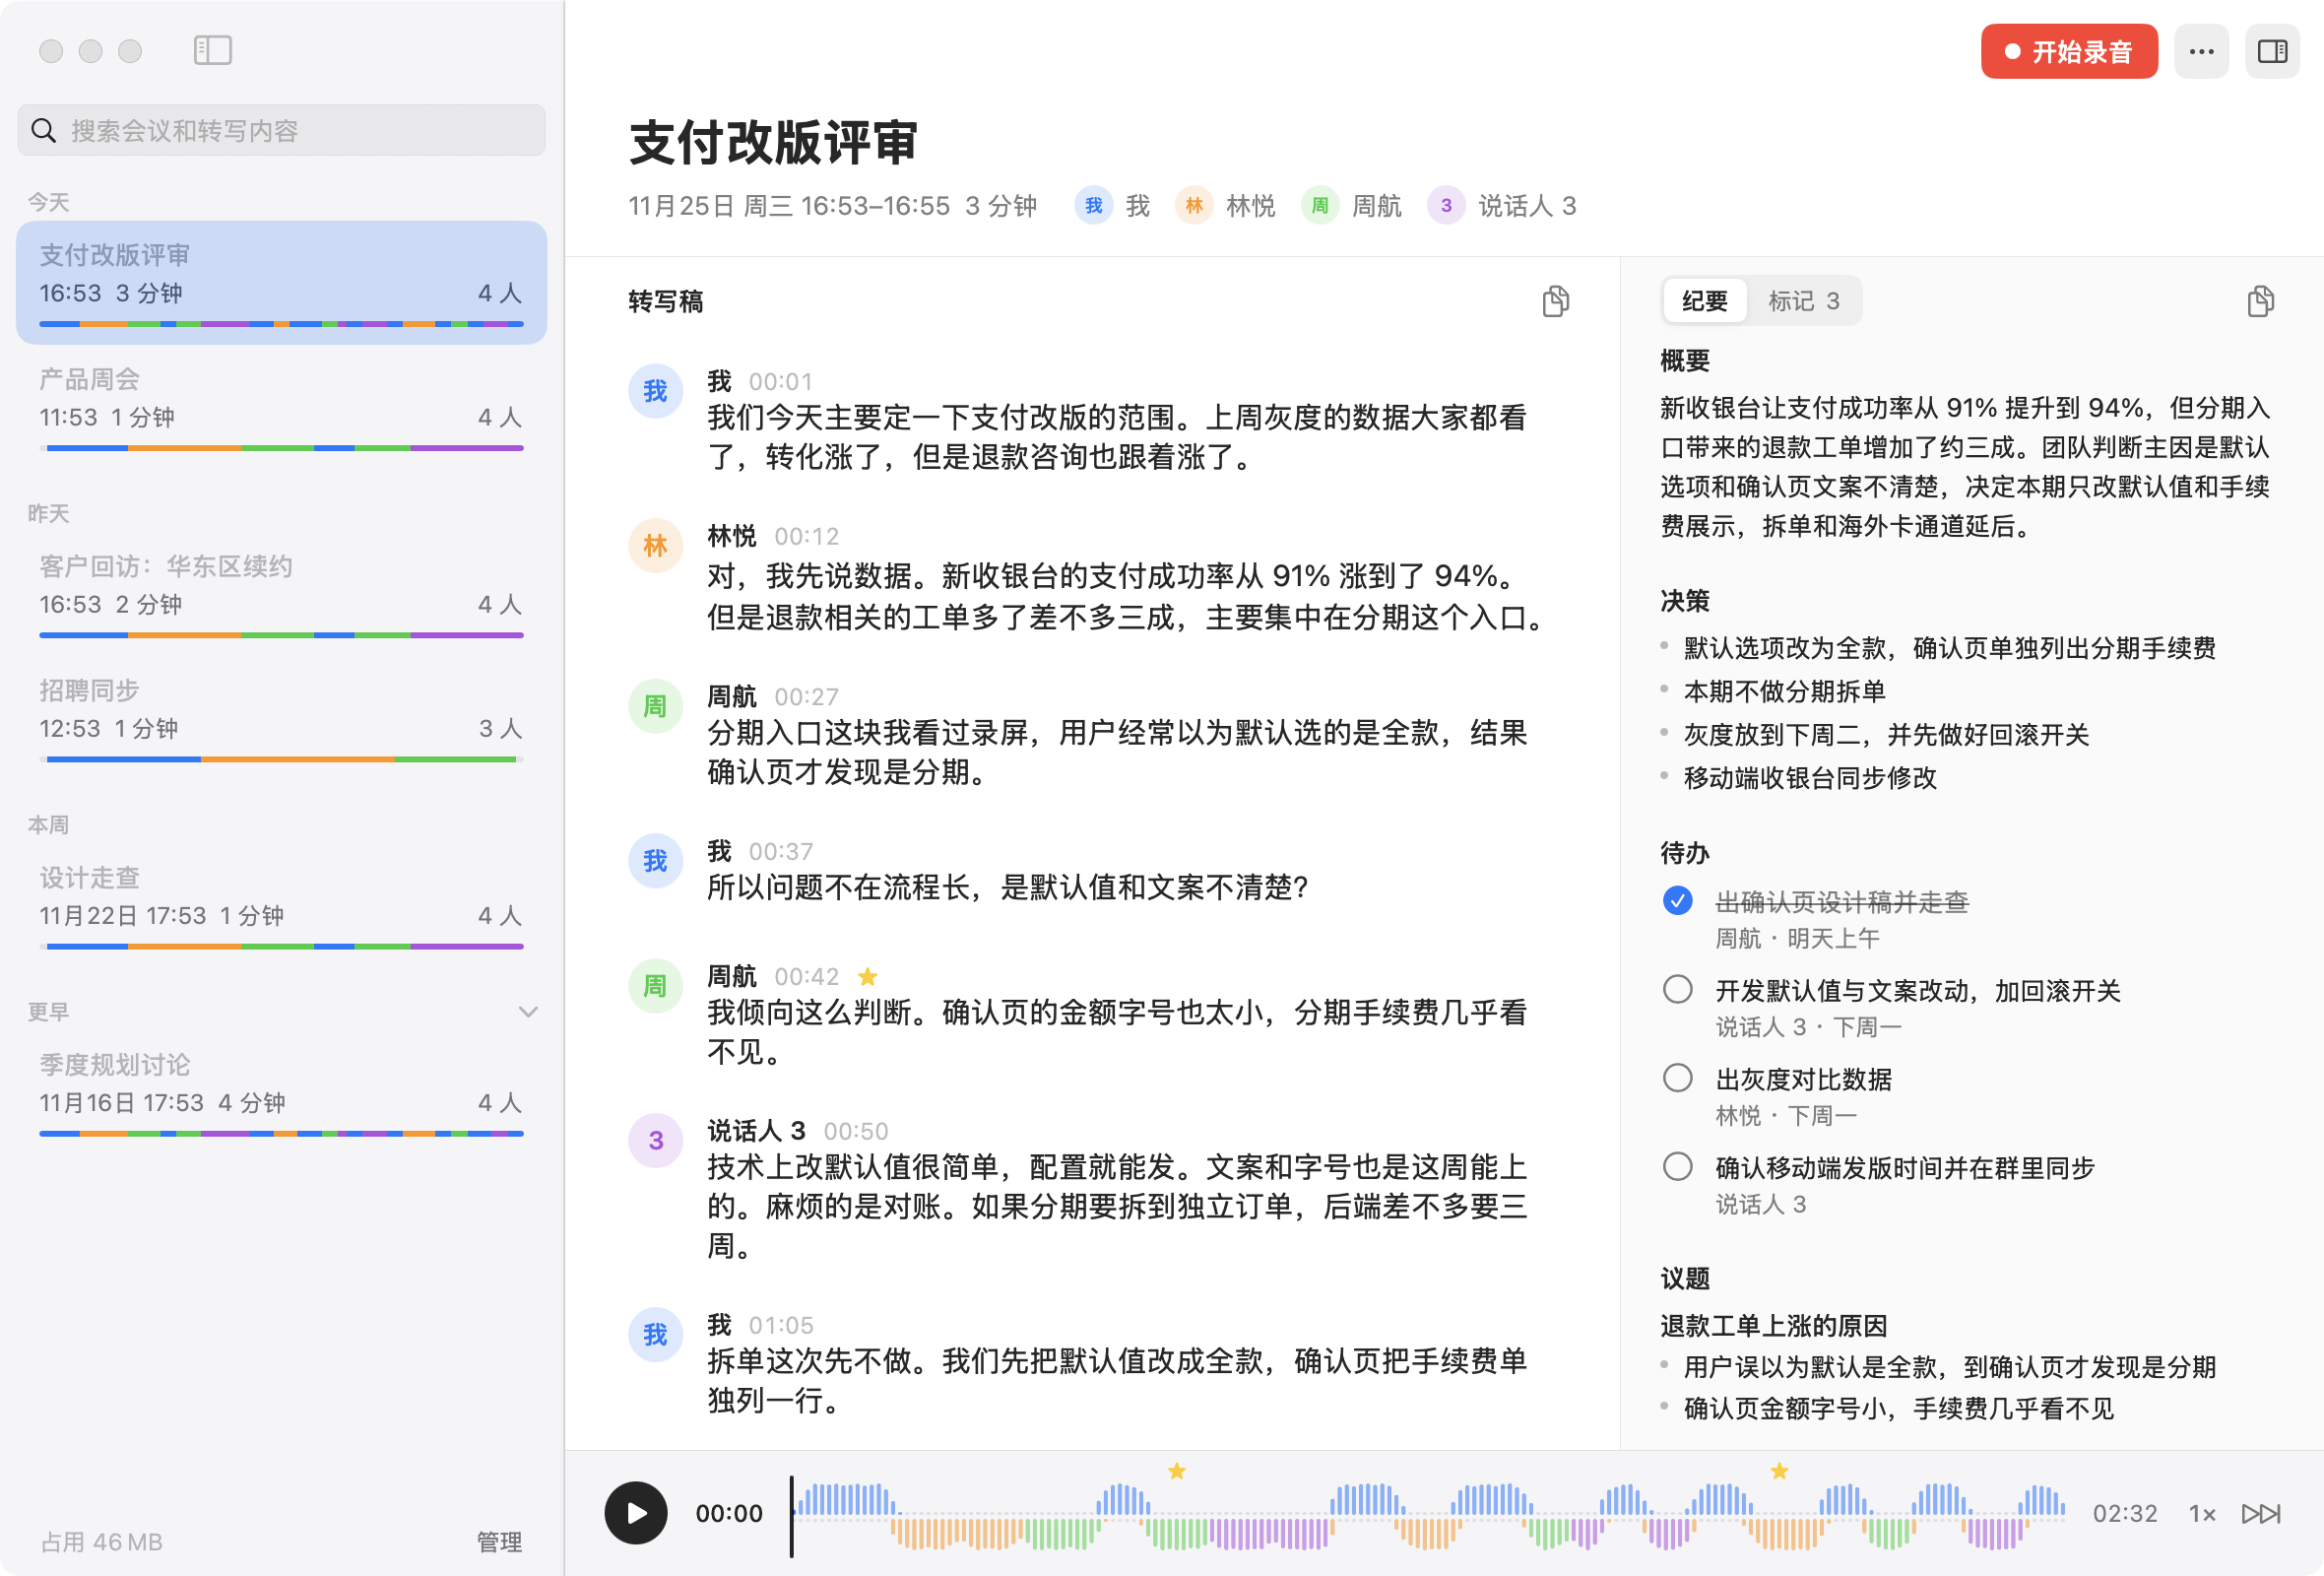 搜索会议和转写内容
今天
支付改版评审
16:53 3 分钟 4 人
产品周会
11:53 1 分钟 4 人
昨天
客户回访：华东区续约
16:53 2 分钟 4 人
招聘同步
12:53 1 分钟 3 人
本周
设计走查
11月22日 17:53 1 分钟 4 人
更早
季度规划讨论
11月16日 17:53 4 分钟 4 人
占用 46 MB 管理
开始录音
支付改版评审
11月25日 周三 16:53–16:55 3 分钟 我 我 林 林悦 周 周航 3 说话人 3
转写稿
我 我 00:01
我们今天主要定一下支付改版的范围。上周灰度的数据大家都看
了，转化涨了，但是退款咨询也跟着涨了。
林 林悦 00:12
对，我先说数据。新收银台的支付成功率从 91% 涨到了 94%。
但是退款相关的工单多了差不多三成，主要集中在分期这个入口。
周 周航 00:27
分期入口这块我看过录屏，用户经常以为默认选的是全款，结果
确认页才发现是分期。
我 我 00:37
所以问题不在流程长，是默认值和文案不清楚？
周 周航 00:42
我倾向这么判断。确认页的金额字号也太小，分期手续费几乎看
不见。
3 说话人 3 00:50
技术上改默认值很简单，配置就能发。文案和字号也是这周能上
的。麻烦的是对账。如果分期要拆到独立订单，后端差不多要三
周。
我 我 01:05
拆单这次先不做。我们先把默认值改成全款，确认页把手续费单
独列一行。
纪要 标记 3
概要
新收银台让支付成功率从 91% 提升到 94%，但分期入
口带来的退款工单增加了约三成。团队判断主因是默认
选项和确认页文案不清楚，决定本期只改默认值和手续
费展示，拆单和海外卡通道延后。
决策
• 默认选项改为全款，确认页单独列出分期手续费
• 本期不做分期拆单
• 灰度放到下周二，并先做好回滚开关
• 移动端收银台同步修改
待办
出确认页设计稿并走查
周航 · 明天上午
开发默认值与文案改动，加回滚开关
说话人 3 · 下周一
出灰度对比数据
林悦 · 下周一
确认移动端发版时间并在群里同步
说话人 3
议题
退款工单上涨的原因
• 用户误以为默认是全款，到确认页才发现是分期
• 确认页金额字号小，手续费几乎看不见
00:00 02:32 1×